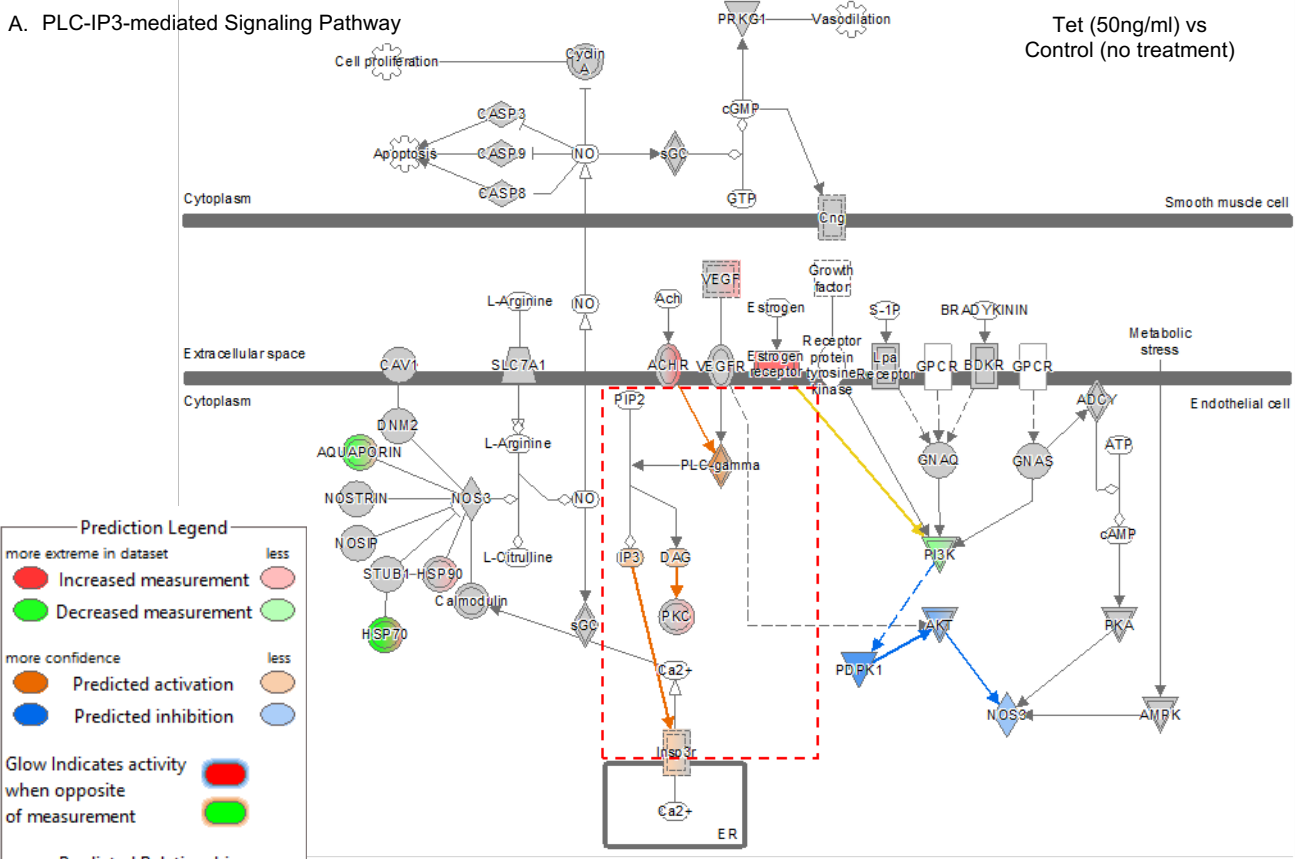 A. PLC-IP3-mediated Signaling Pathway
Tet (50ng/ml) vs
Control (no treatment)
PRKG1
Vasodilation
Cell proliferation
Cyclin
A
CASP3
cGMP
Apoptosis
CASP9
NO
sGC
CASP8
GTP
Cytoplasm
Smooth muscle cell
Cng
VEGF
Growth
factor
L-Arginine
NO
Ach
Estrogen
S-1P
BRADYKININ
Metabolic
stress
Extracellular space
CAV1
SLC7A1
ACHR
VEGFR
Estrogen
receptor
Receptor
protein
tyrosine
kinase
Lpa
Receptor
GPCR
BDKR
GPCR
Cytoplasm
Endothelial cell
PIP2
ADCY
DNM2
AQUAPORIN
L-Arginine
PLC-gamma
GNAQ
GNAS
ATP
NOSTRIN
NOS3
NO
NOSIP
L-Citrulline
IP3
DAG
PI3K
cAMP
STUB1
HSP90
Calmodulin
HSP70
sGC
PKC
AKT
PKA
Ca2+
PDPK1
NOS3
AMPK
Insp3r
Ca2+
ER
Prediction Legend
more extreme in dataset
less
Increased measurement
Decreased measurement
more confidence
less
Predicted activation
Predicted inhibition
Glow Indicates activity
when opposite
of measurement